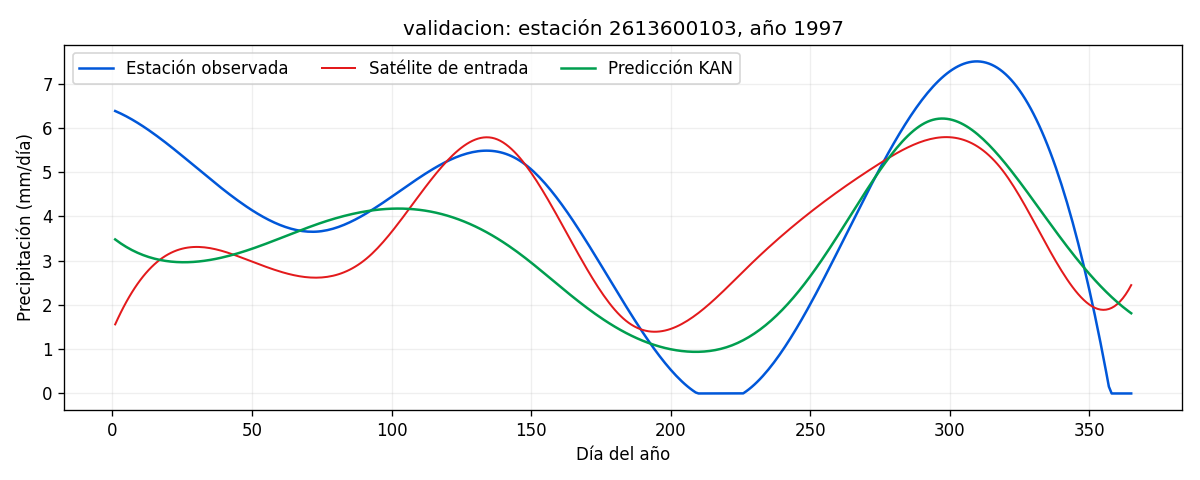 validacion: estación 2613600103, año 1997
Estación observada
Satélite de entrada
Predicción KAN
Precipitación (mm/día)
7
6
5
4
3
2
1
0
0 50 100 150 200 250 300 350
Día del año